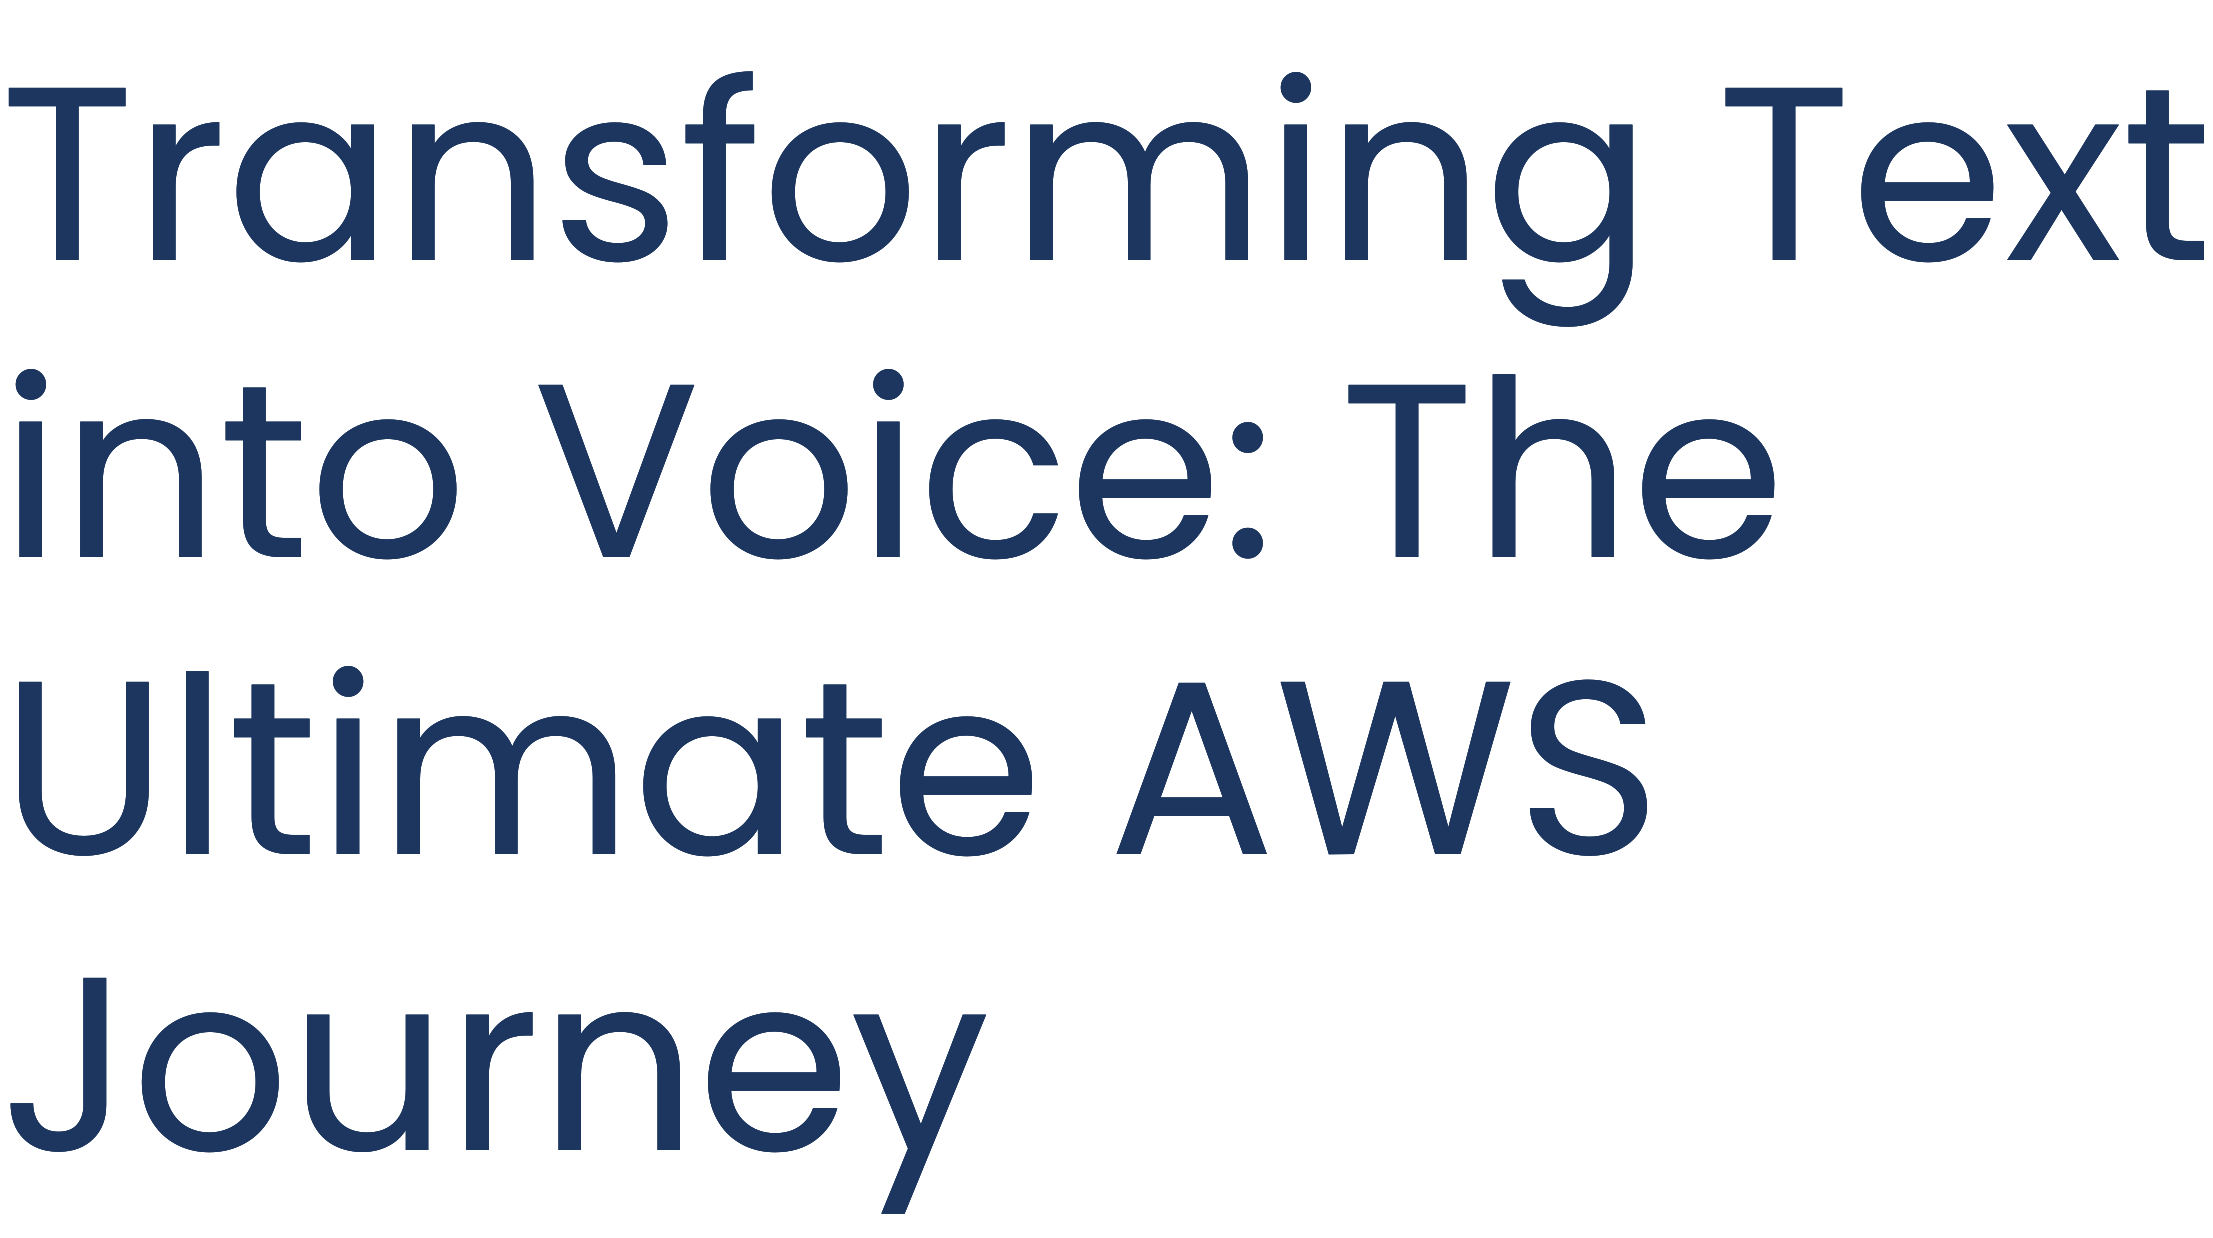 Transforming Text
into Voice: The
Ultimate AWS
Journey